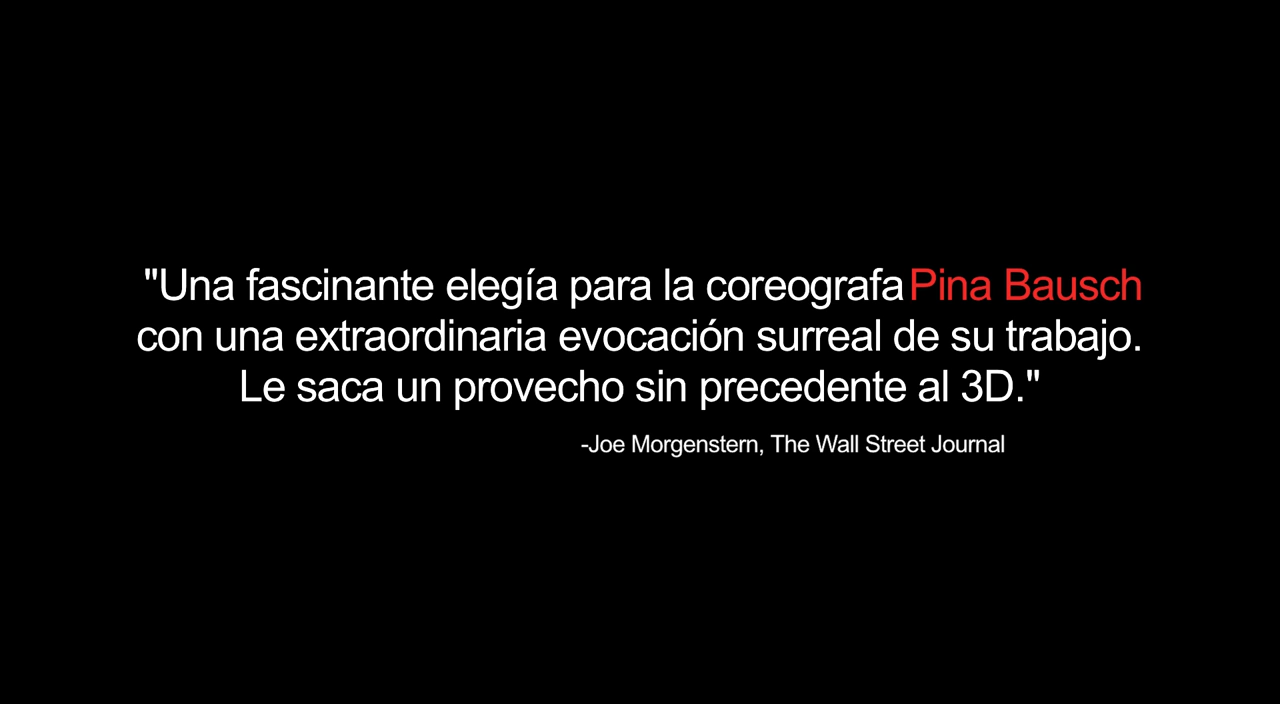 "Una fascinante elegía para la coreografa Pina Bausch
con una extraordinaria evocación surreal de su trabajo.
Le saca un provecho sin precedente al 3D."
-Joe Morgenstern, The Wall Street Journal